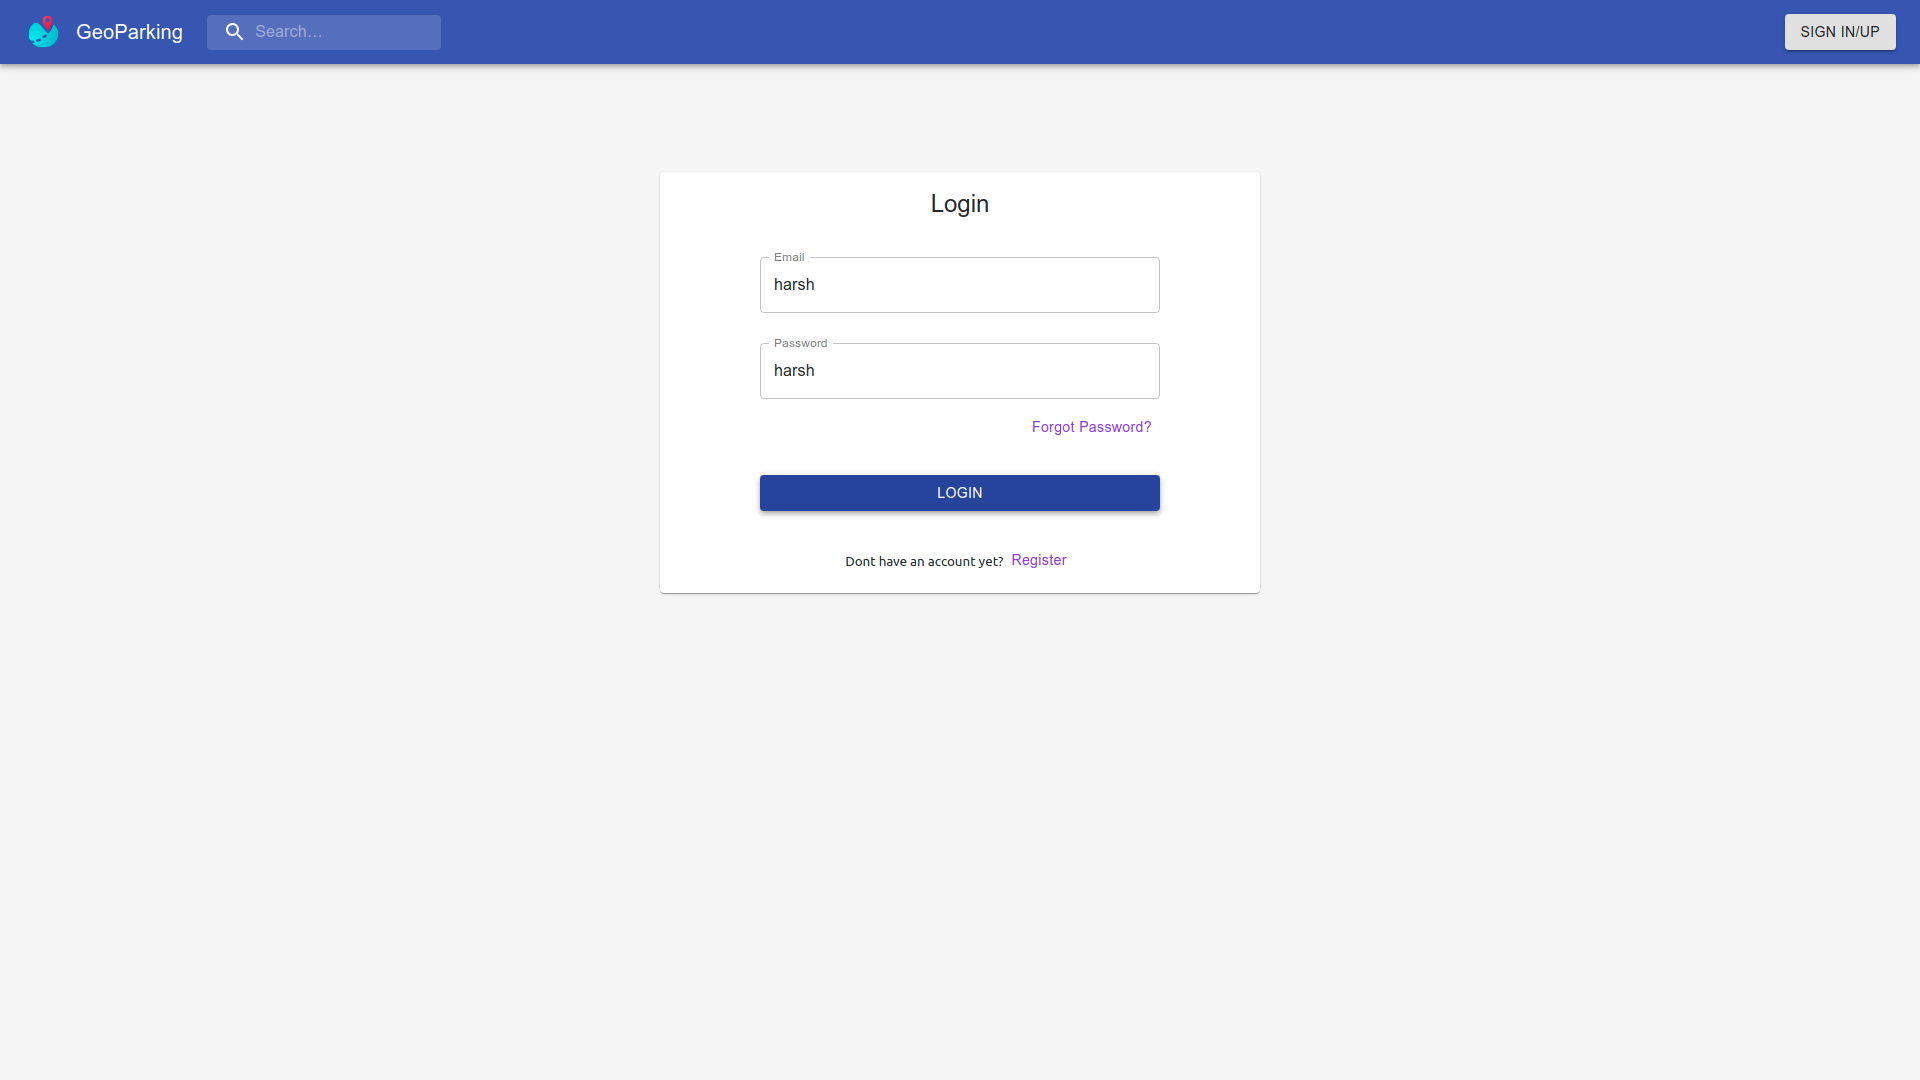 GeoParking
Search...
SIGN IN/UP
Login
Email
harsh
Password
harsh
Forgot Password?
LOGIN
Dont have an account yet? Register